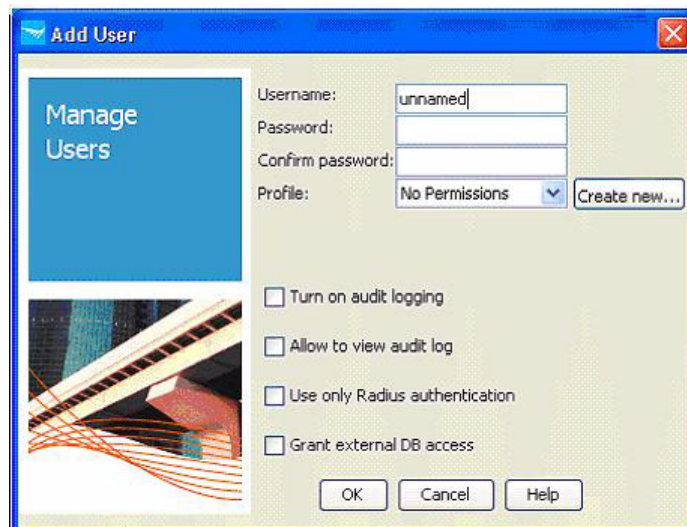 Add User
Manage
Users
Username: unnamed
Password:
Confirm password:
Profile: No Permissions Create new...
Turn on audit logging
Allow to view audit log
Use only Radius authentication
Grant external DB access
OK Cancel Help